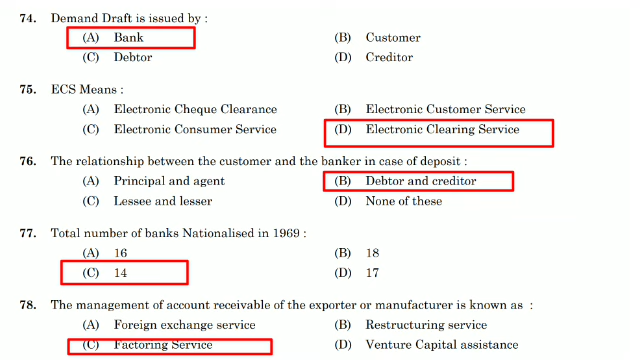 74. Demand Draft is issued by :
(A) Bank (B) Customer
(C) Debtor (D) Creditor
75. ECS Means :
(A) Electronic Cheque Clearance (B) Electronic Customer Service
(C) Electronic Consumer Service (D) Electronic Clearing Service
76. The relationship between the customer and the banker in case of deposit :
(A) Principal and agent (B) Debtor and creditor
(C) Lessee and lesser (D) None of these
77. Total number of banks Nationalised in 1969 :
(A) 16 (B) 18
(C) 14 (D) 17
78. The management of account receivable of the exporter or manufacturer is known as :
(A) Foreign exchange service (B) Restructuring service
(C) Factoring Service (D) Venture Capital assistance